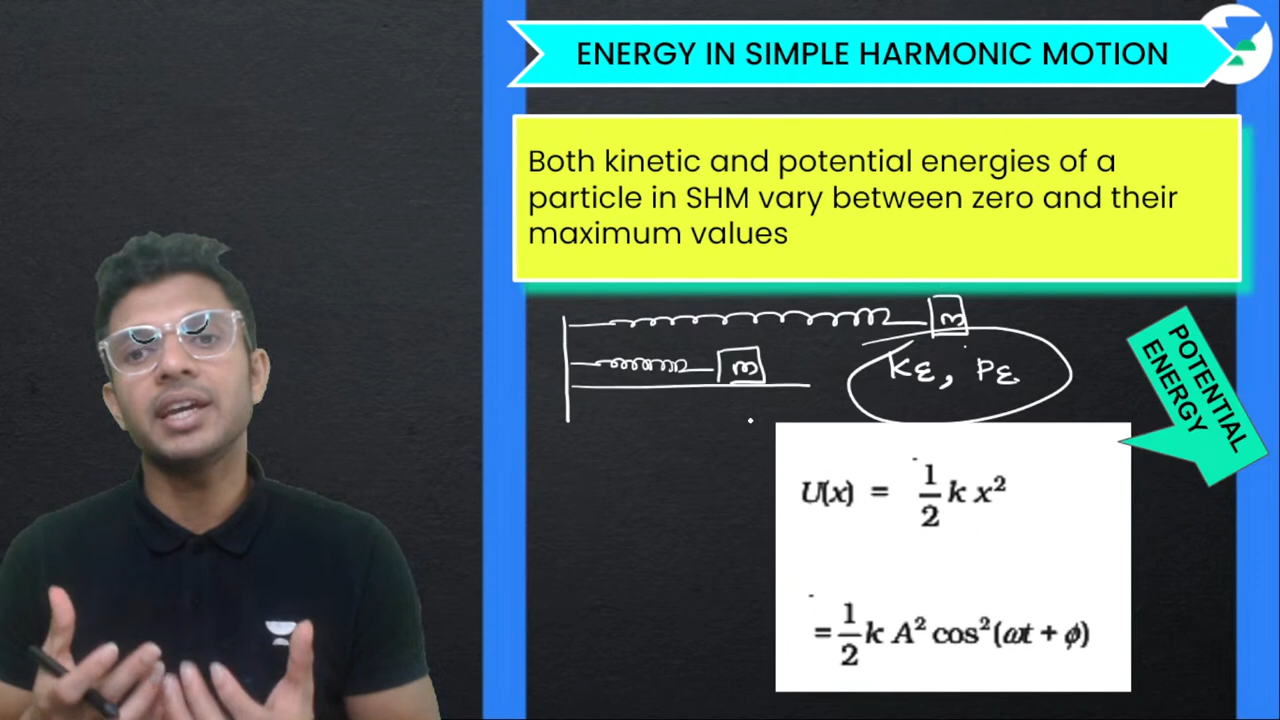 ENERGY IN SIMPLE HARMONIC MOTION
Both kinetic and potential energies of a
particle in SHM vary between zero and their
maximum values
m
m
KE, PE
POTENTIAL
ENERGY
U(x) = 1/2 k x²
= 1/2 k A² cos² (ωt + φ)